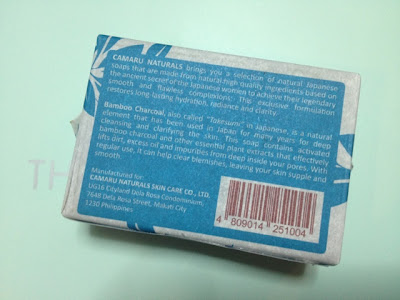 CAMARU NATURALS brings you a selection of natural Japanese
soaps that are made from natural high quality ingredients based on
the ancient secret of the Japanese women to achieve their legendary
smooth and flawless complexions. This exclusive formulation
restores long-lasting hydration, radiance and clarity.
Bamboo Charcoal, also called "Takesumi" in Japanese, is a natural
element that has been used in Japan for many years for deep
cleansing and clarifying the skin. This soap contains activated
bamboo charcoal and other essential plant extracts that effectively
lifts dirt, excess oil and impurities from deep inside your pores. With
regular use, it can help clear blemishes, leaving your skin supple and
smooth.
Manufactured for:
CAMARU NATURALS SKIN CARE CO., LTD.
UG16 Cityland Dela Rosa Condominium,
7648 Dela Rosa Street, Makati City
1230 Philippines
4 809014 251004
TH